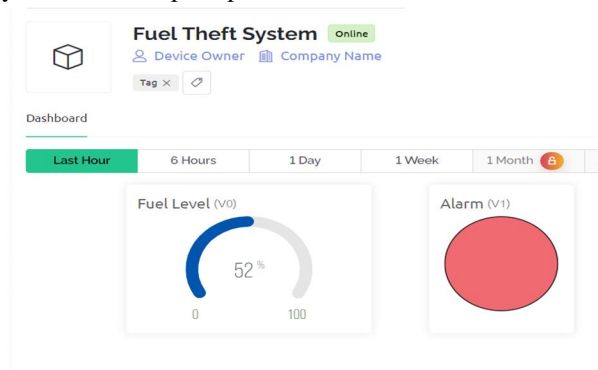 Fuel Theft System Online
Device Owner Company Name
Tag ×
Dashboard
Last Hour 6 Hours 1 Day 1 Week 1 Month
Fuel Level (V0) Alarm (V1)
52 %
0 100